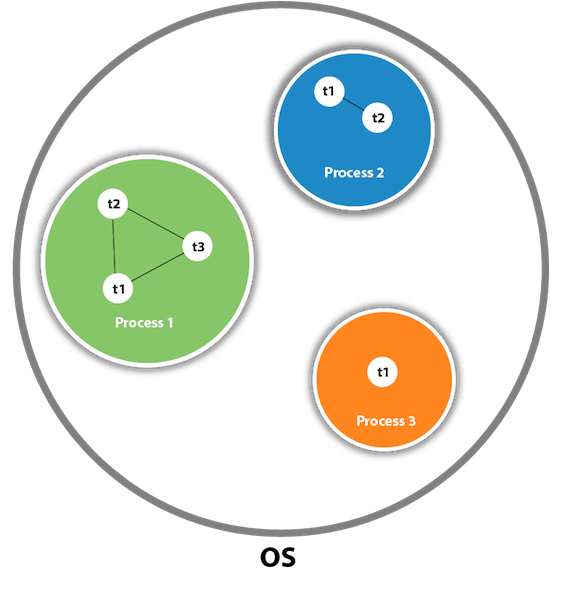 t1
t2
Process 2
t2
t3
t1
Process 1
t1
Process 3
OS